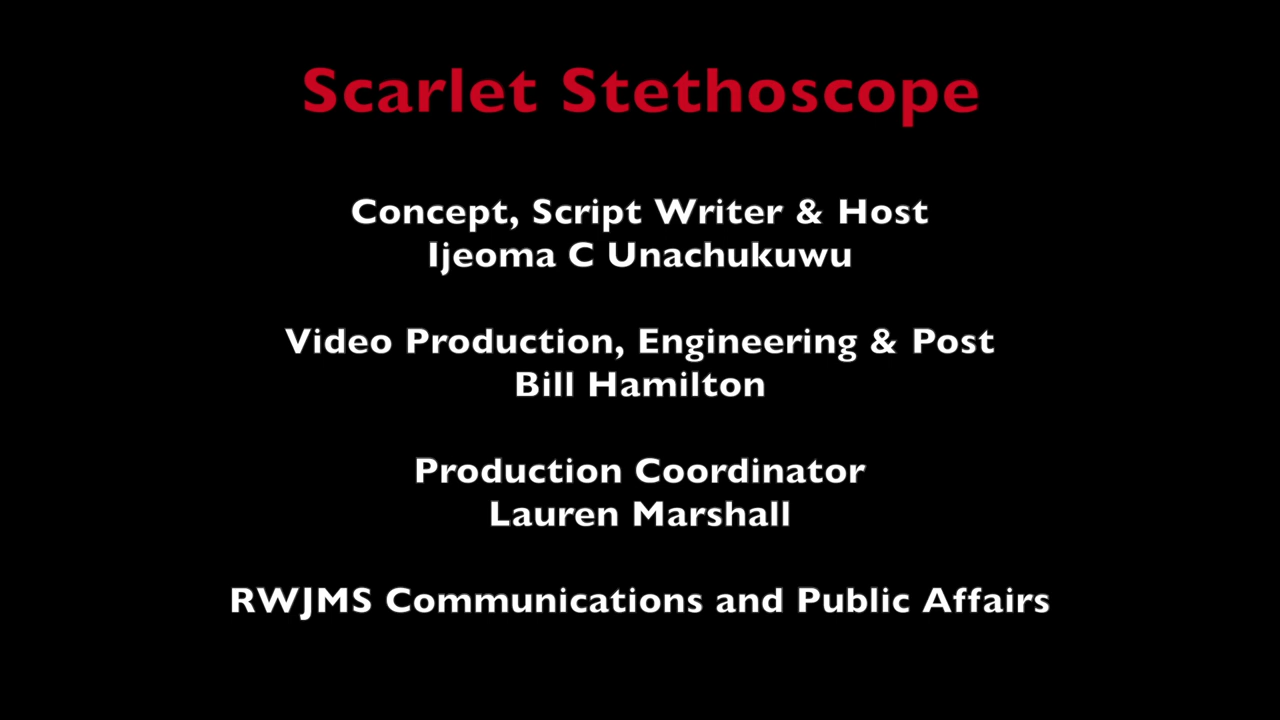 Scarlet Stethoscope
Concept, Script Writer & Host
Ijeoma C Unachukuwu
Video Production, Engineering & Post
Bill Hamilton
Production Coordinator
Lauren Marshall
RWJMS Communications and Public Affairs